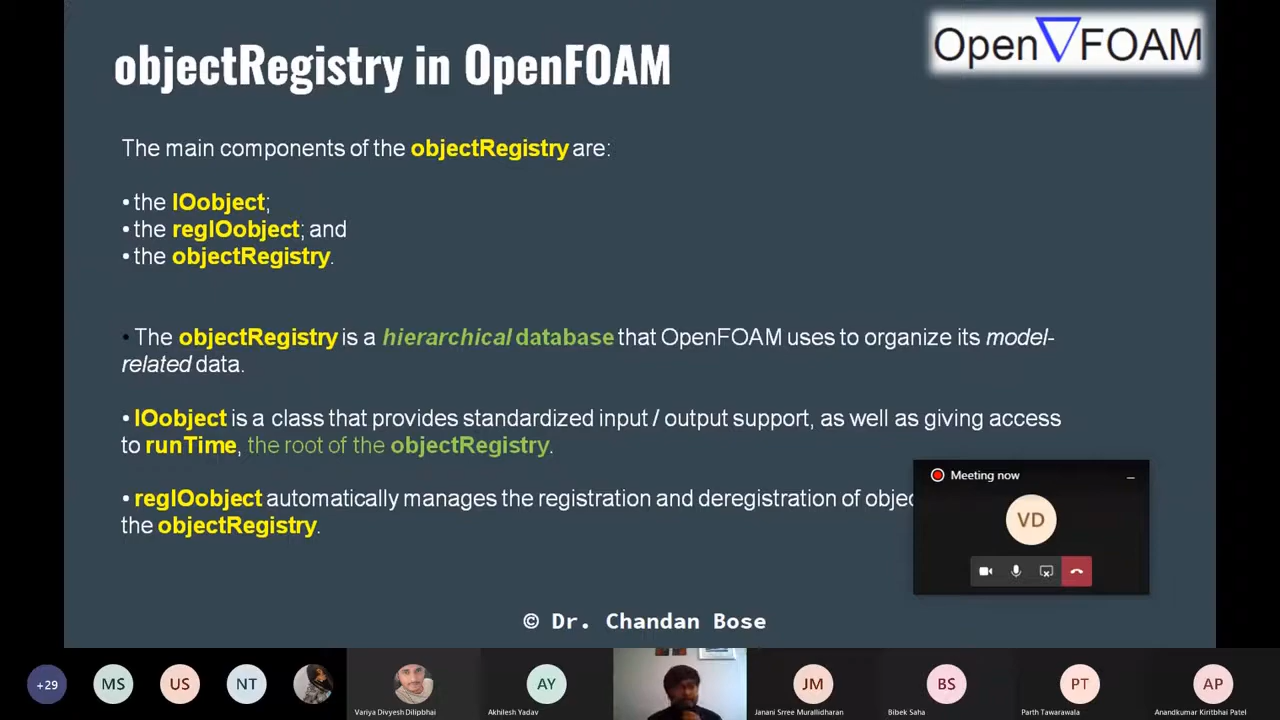 objectRegistry in OpenFOAM
Open∇FOAM
The main components of the objectRegistry are:
• the IOobject;
• the regIOobject; and
• the objectRegistry.
• The objectRegistry is a hierarchical database that OpenFOAM uses to organize its model-
related data.
• IOobject is a class that provides standardized input / output support, as well as giving access
to runTime, the root of the objectRegistry.
• regIOobject automatically manages the registration and deregistration of objec
the objectRegistry.
Meeting now
VD
© Dr. Chandan Bose
+29
MS
US
NT
Variya Divyesh Dilipbhai
AY
Akhilesh Yadav
JM
Janani Srree Murallidharan
BS
Bibek Saha
PT
Parth Tawarawala
AP
Anandkumar Kiritbhai Patel